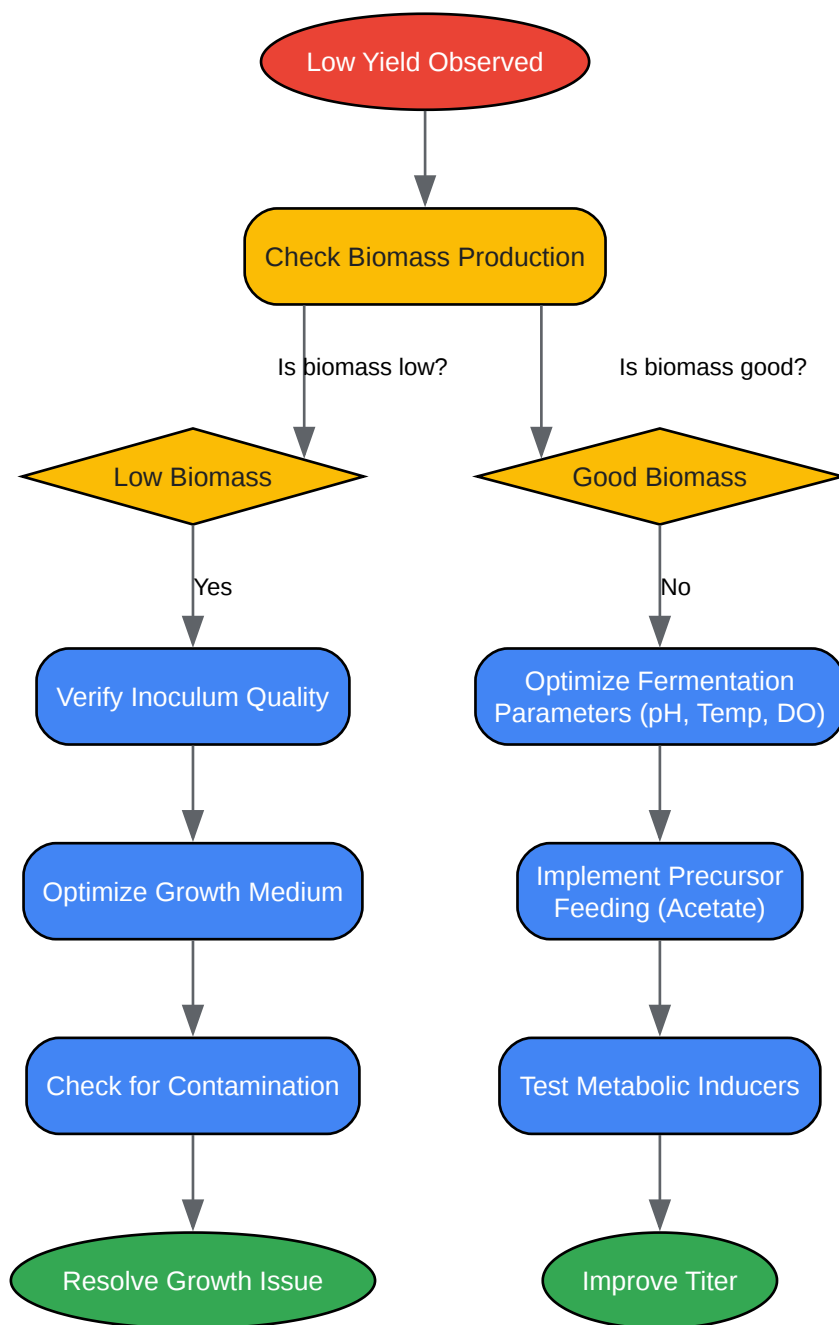 Low Yield Observed
Check Biomass Production
Is biomass low?
Is biomass good?
Low Biomass
Good Biomass
Yes
No
Verify Inoculum Quality
Optimize Fermentation
Parameters (pH, Temp, DO)
Optimize Growth Medium
Implement Precursor
Feeding (Acetate)
Check for Contamination
Test Metabolic Inducers
Resolve Growth Issue
Improve Titer